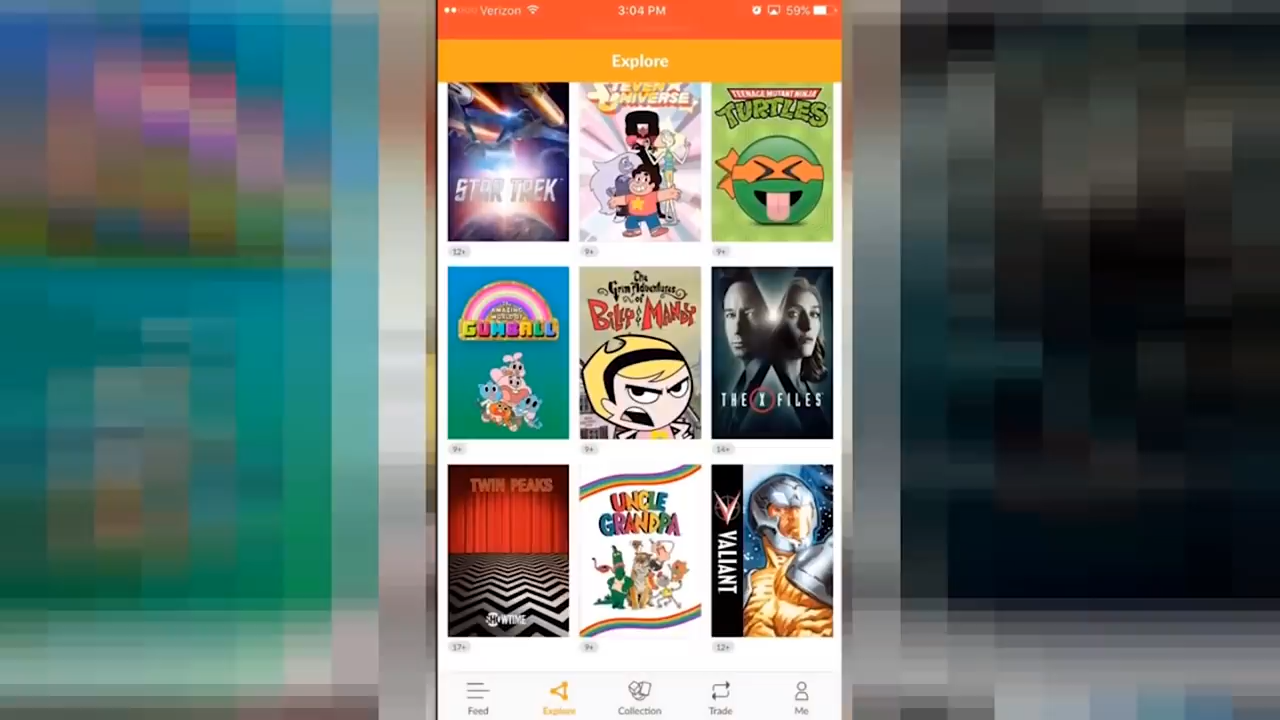 Verizon 3:04 PM 59%
Explore
STEVEN
UNIVERSE
TEENAGE MUTANT NINJA
TURTLES
STAR TREK
12+ 9+ 9+
THE
AMAZING
WORLD OF
GUMBALL
The
Grim Adventures
of
Billy & Mandy
THE X FILES
9+ 9+ 14+
TWIN PEAKS
SHOWTIME
UNCLE
GRANDPA
VALIANT
17+ 9+ 12+
Feed Explore Collection Trade Me